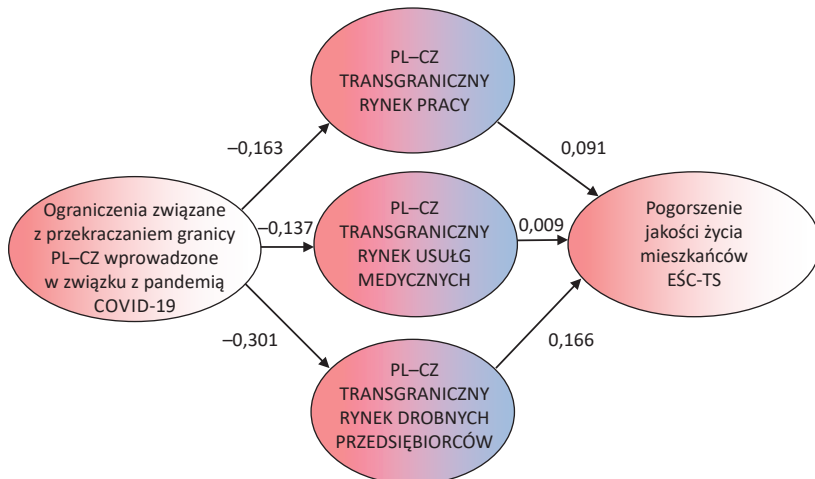 PL–CZ
TRANSGRANICZNY
RYNEK PRACY
–0,163
0,091
Ograniczenia związane
z przekraczaniem granicy
PL–CZ wprowadzone
w związku z pandemią
COVID-19
–0,137
PL–CZ
TRANSGRANICZNY
RYNEK USUŁG
MEDYCZNYCH
0,009
Pogorszenie
jakości życia
mieszkańców
EŚC-TS
–0,301
0,166
PL–CZ
TRANSGRANICZNY
RYNEK DROBNYCH
PRZEDSIĘBIORCÓW